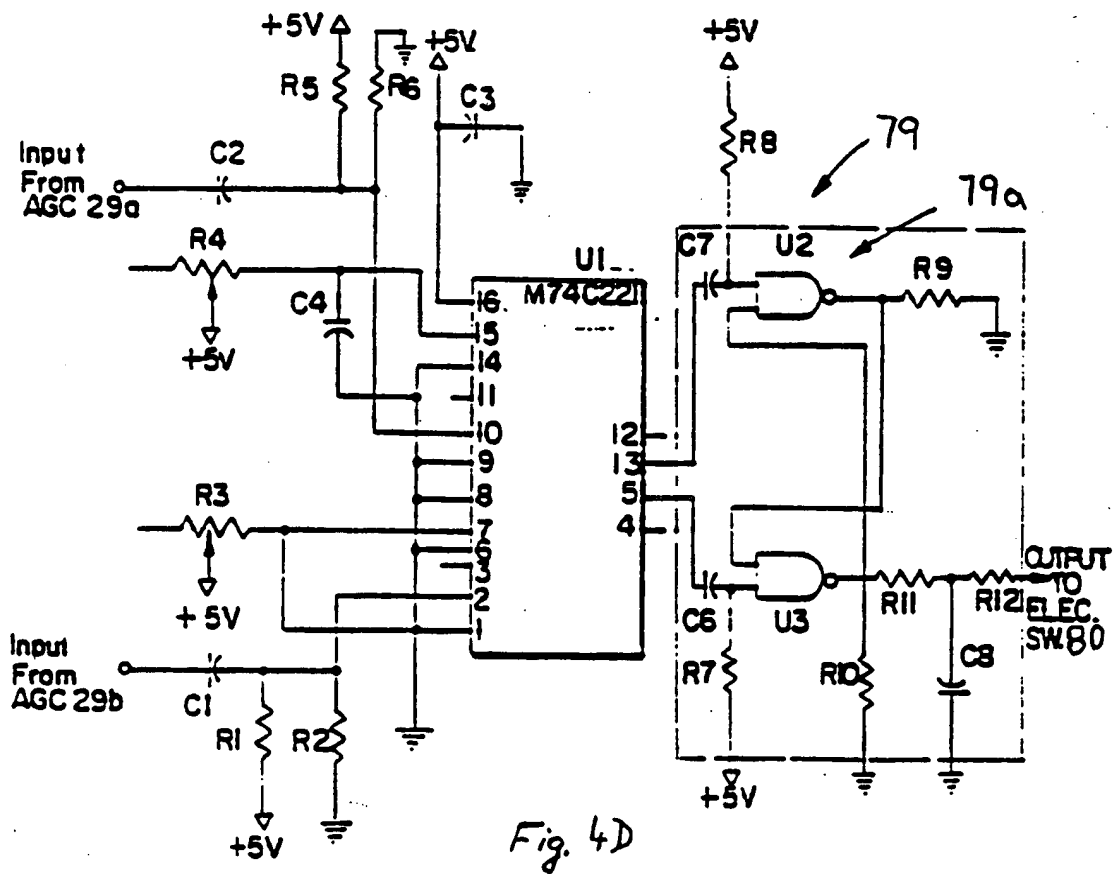 +5V
+5V
+5V
R5
R6
C3
R8
79
Input
From
AGC 29a
C2
79a
R4
C4
+5V
U1
M74C221
C7
U2
R9
16
15
14
11
10
9
8
7
6
3
2
1
12
13
5
4
R3
+5V
C6
U3
R11
R12
OUTPUT
TO
ELEC.
SW.80
R7
R10
C8
Input
From
AGC 29b
C1
R1
R2
+5V
+5V
Fig. 4D